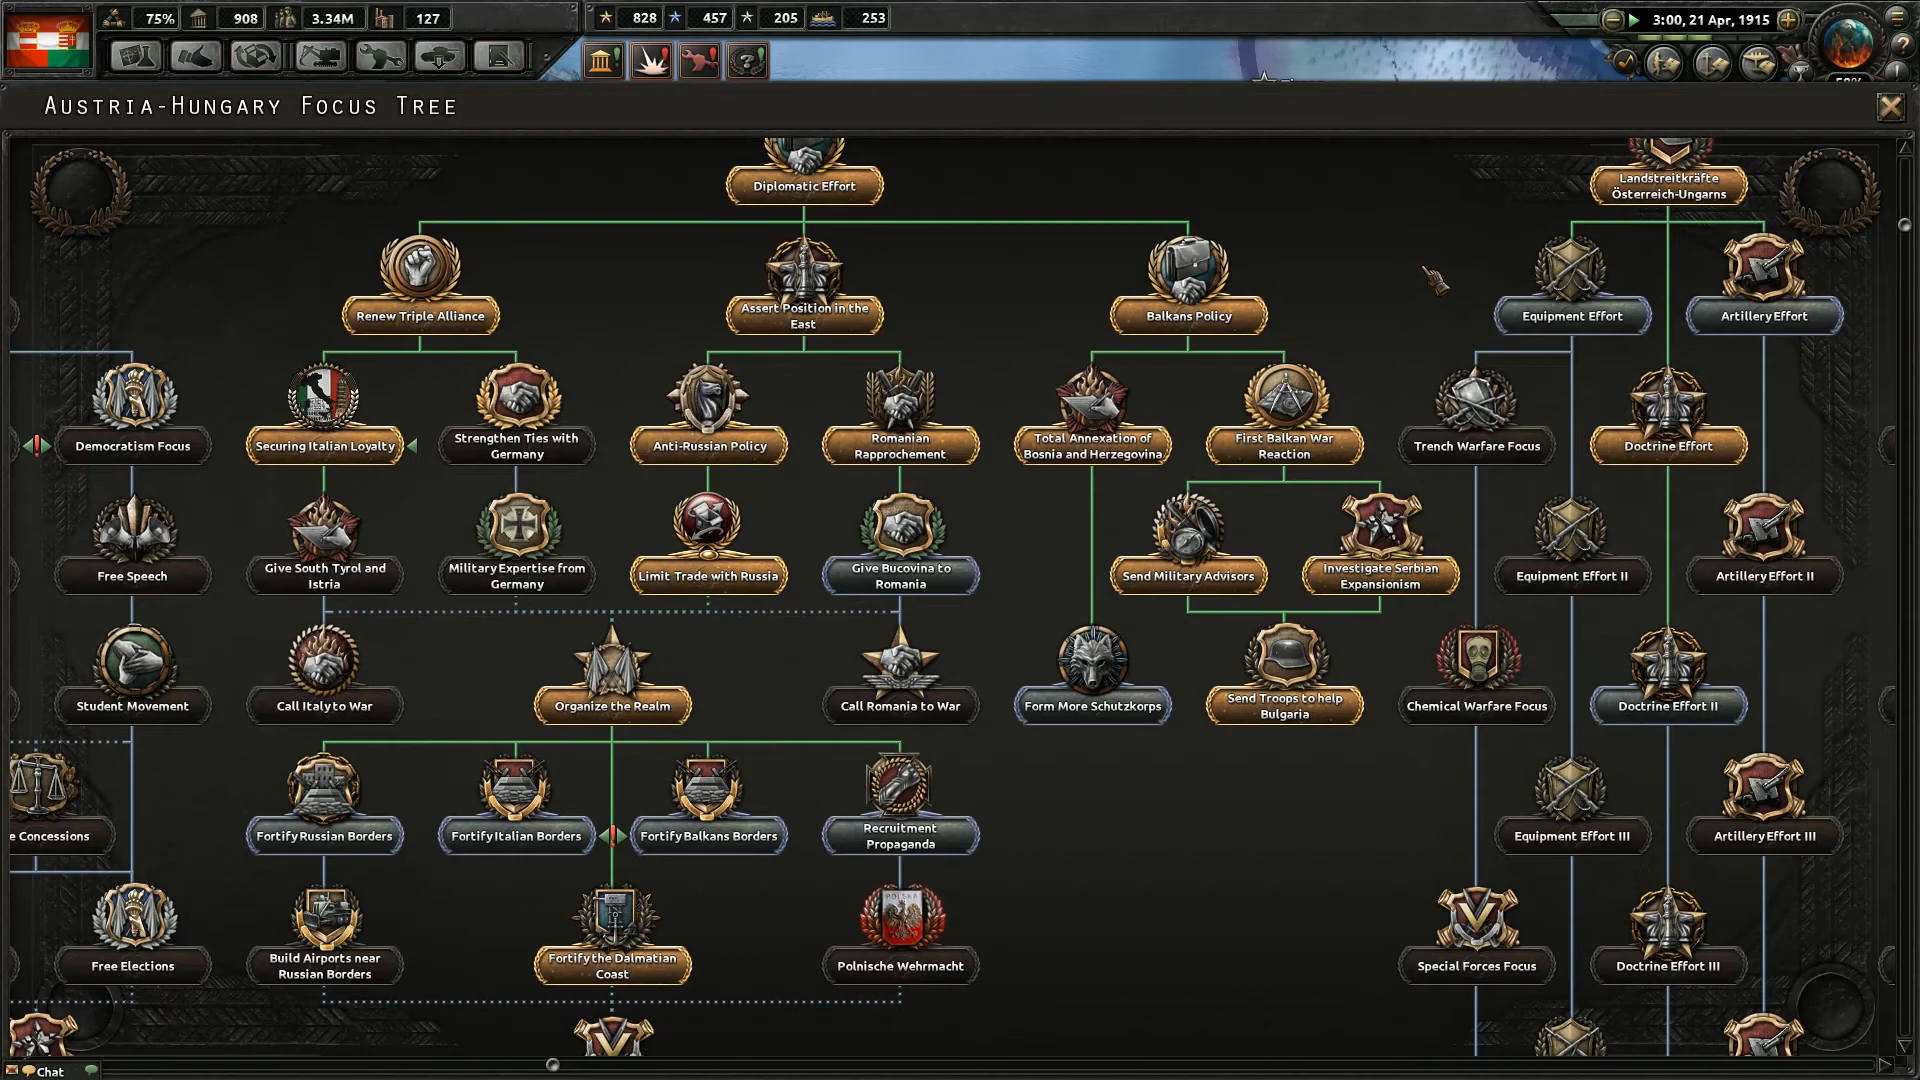 75%
908
3.34M
127
828
457
205
253
3:00, 21 Apr, 1915
Austria-Hungary Focus Tree
Diplomatic Effort
Landstreitkräfte
Österreich-Ungarns
Renew Triple Alliance
Assert Position in the
East
Balkans Policy
Equipment Effort
Artillery Effort
Democratism Focus
Securing Italian Loyalty
Strengthen Ties with
Germany
Anti-Russian Policy
Romanian
Rapprochement
Total Annexation of
Bosnia and Herzegovina
First Balkan War
Reaction
Trench Warfare Focus
Doctrine Effort
Free Speech
Give South Tyrol and
Istria
Military Expertise from
Germany
Limit Trade with Russia
Give Bucovina to
Romania
Send Military Advisors
Investigate Serbian
Expansionism
Equipment Effort II
Artillery Effort II
Student Movement
Call Italy to War
Organize the Realm
Call Romania to War
Form More Schutzkorps
Send Troops to help
Bulgaria
Chemical Warfare Focus
Doctrine Effort II
e Concessions
Fortify Russian Borders
Fortify Italian Borders
Fortify Balkans Borders
Recruitment
Propaganda
Equipment Effort III
Artillery Effort III
POLSKA
Free Elections
Build Airports near
Russian Borders
Fortify the Dalmatian
Coast
Polnische Wehrmacht
Special Forces Focus
Doctrine Effort III
Chat